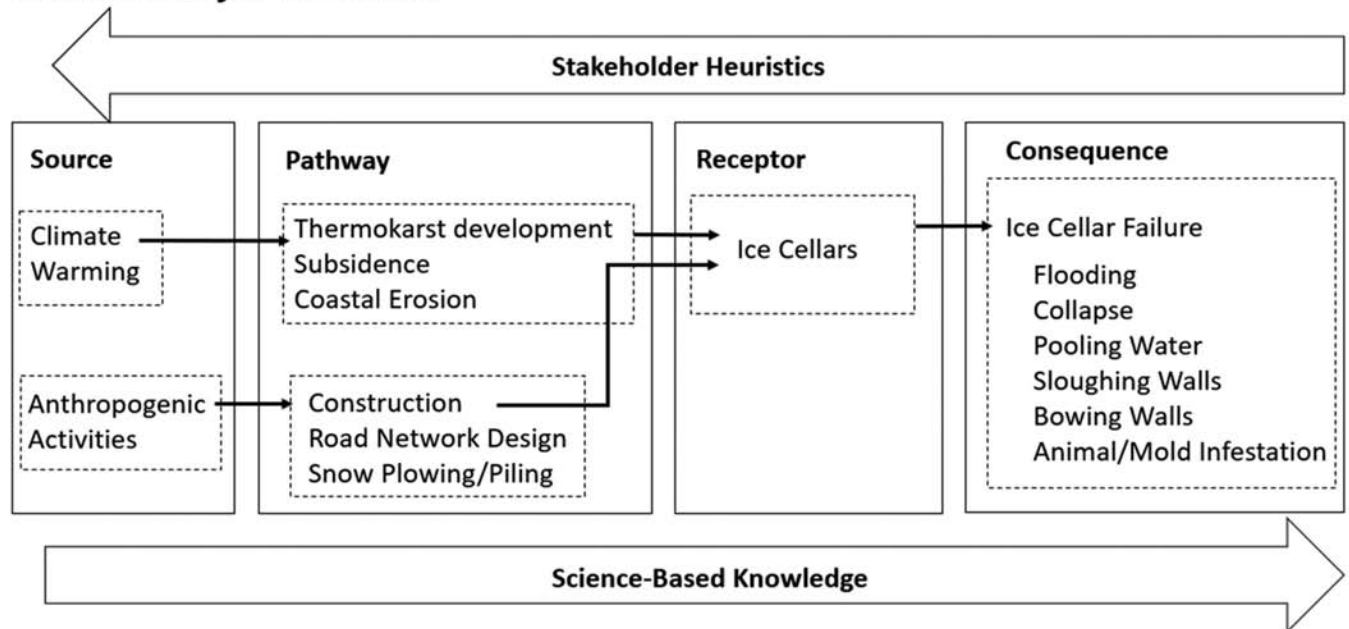 Stakeholder Heuristics
Source
Climate
Warming
Anthropogenic
Activities
Pathway
Thermokarst development
Subsidence
Coastal Erosion
Construction
Road Network Design
Snow Plowing/Piling
Receptor
Ice Cellars
Consequence
Ice Cellar Failure
Flooding
Collapse
Pooling Water
Sloughing Walls
Bowing Walls
Animal/Mold Infestation
Science-Based Knowledge